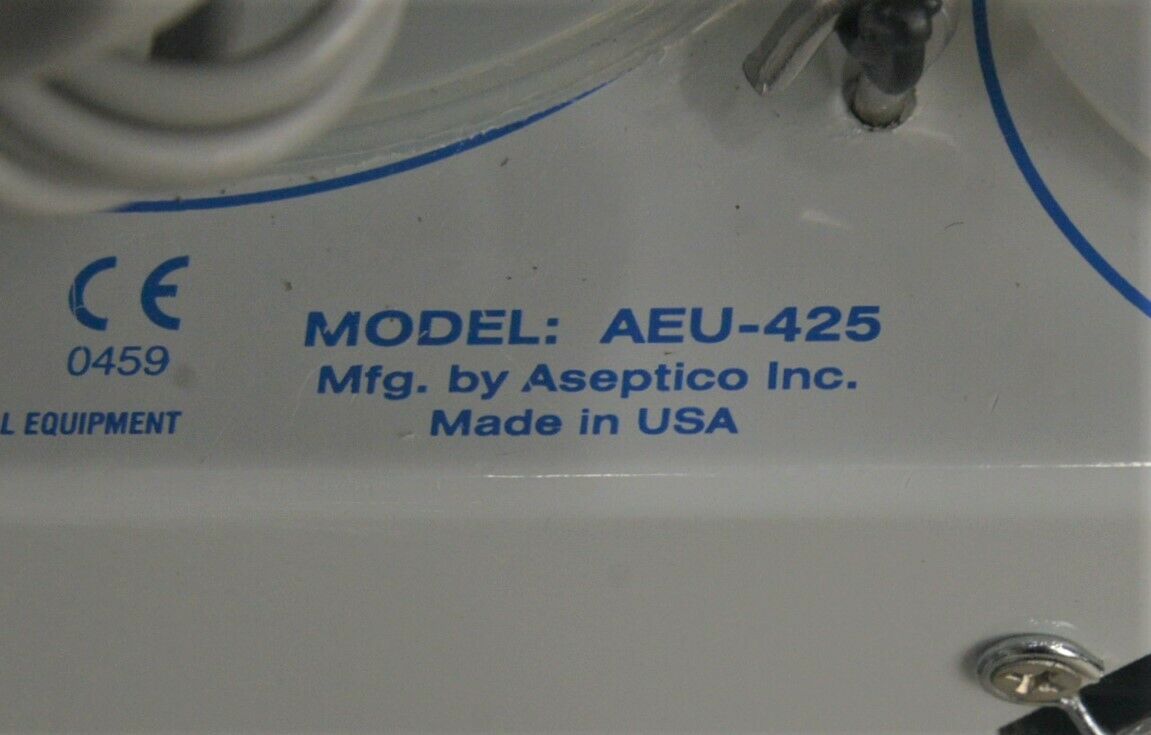 CE
0459
L EQUIPMENT
MODEL: AEU-425
Mfg. by Aseptico Inc.
Made in USA